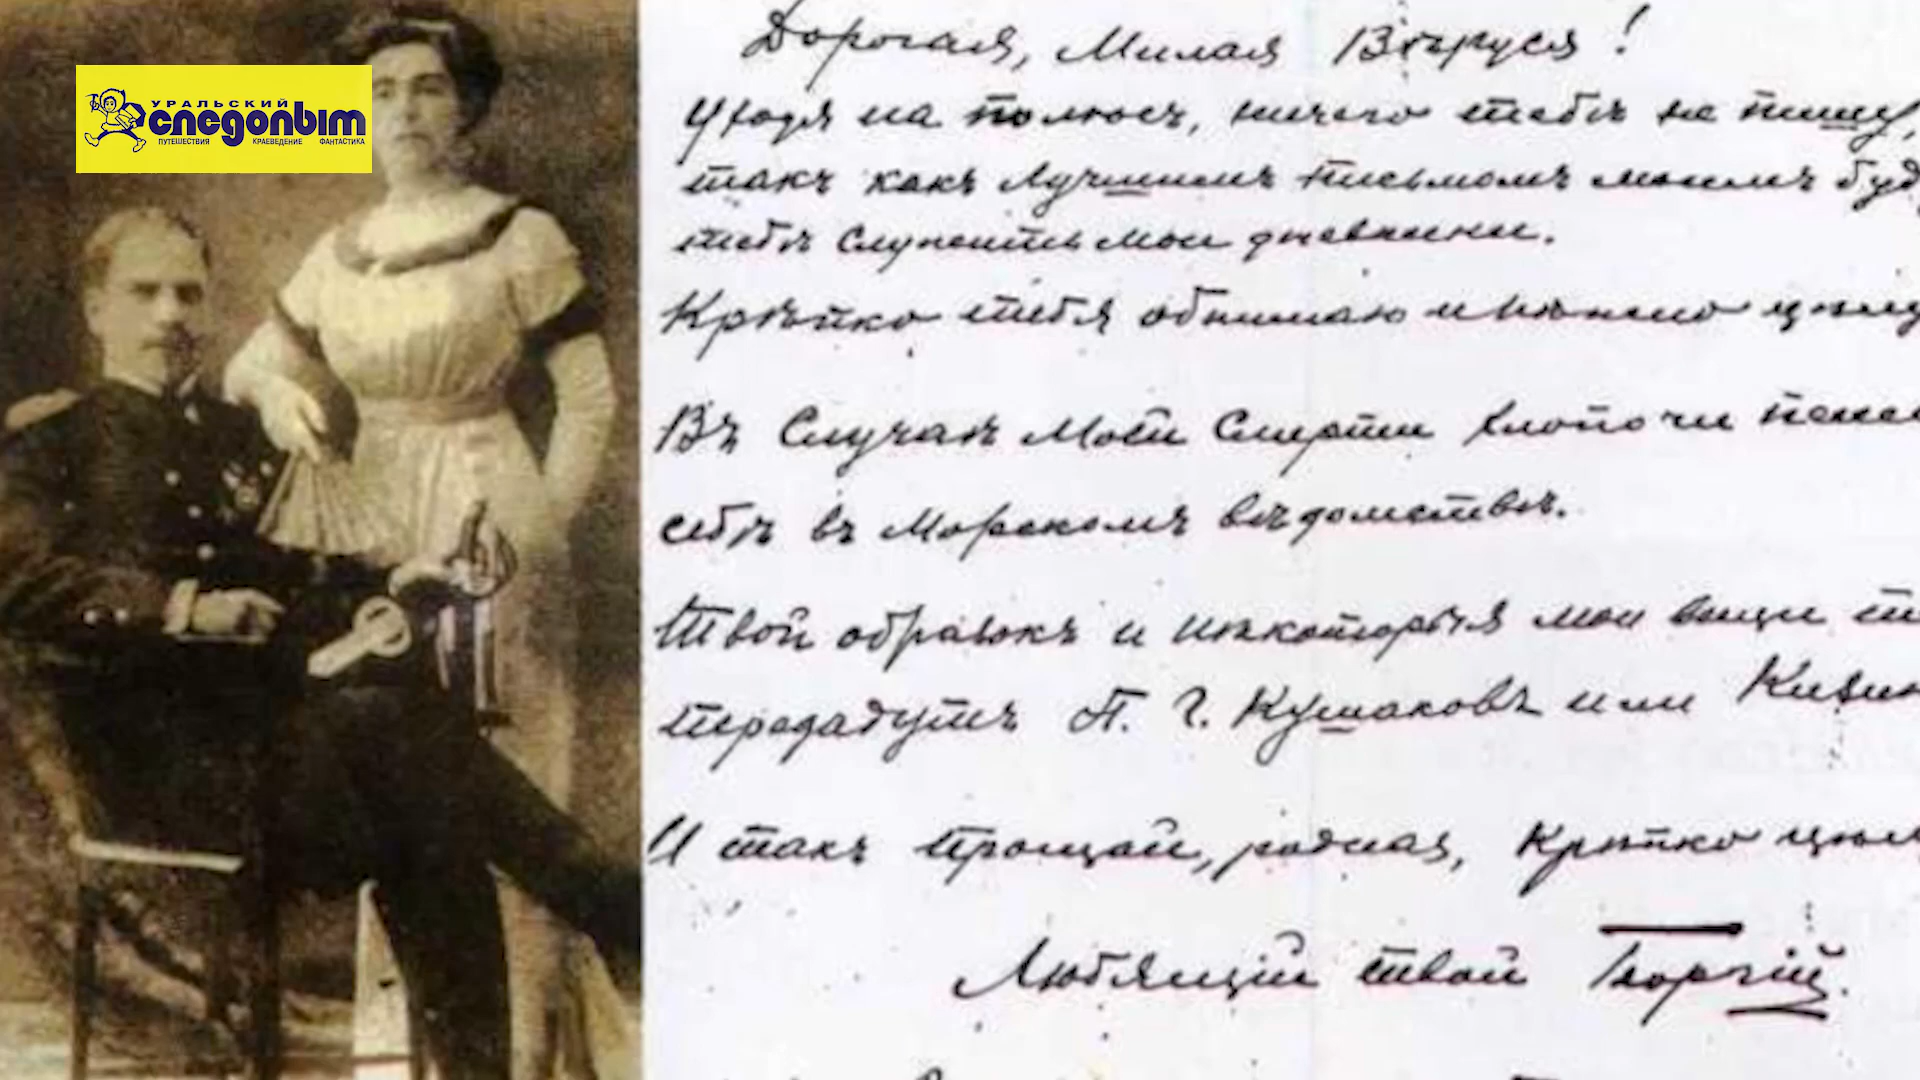 УРАЛЬСКИЙ
следопыт
ПУТЕШЕСТВИЯ КРАЕВЕДЕНИЕ ФАНТАСТИКА
Дорогая, Милая Вѣруся!
Уходя на полюсъ, ничего тебѣ не пишу,
такъ какъ лучшимъ письмомъ моимъ буд
тебѣ служить мои дневники.
Крѣпко тебя обнимаю и нѣжно цѣлу
Въ случаѣ моей смерти хлопочи пенс
себѣ въ Морскомъ вѣдомствѣ.
Твой образокъ и нѣкоторыя мои вещи т
передадутъ П. Г. Кушаковъ или
И такъ прощай, родная, крѣпко цѣлу
Любящій твой Георгій.